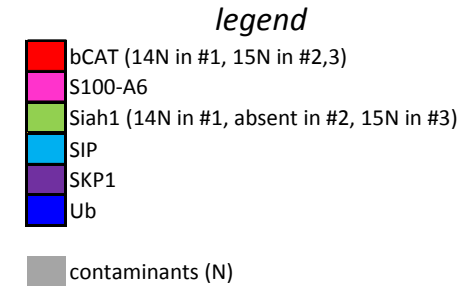 legend
bCAT (14N in #1, 15N in #2,3)
S100-A6
Siah1 (14N in #1, absent in #2, 15N in #3)
SIP
SKP1
Ub
contaminants (N)